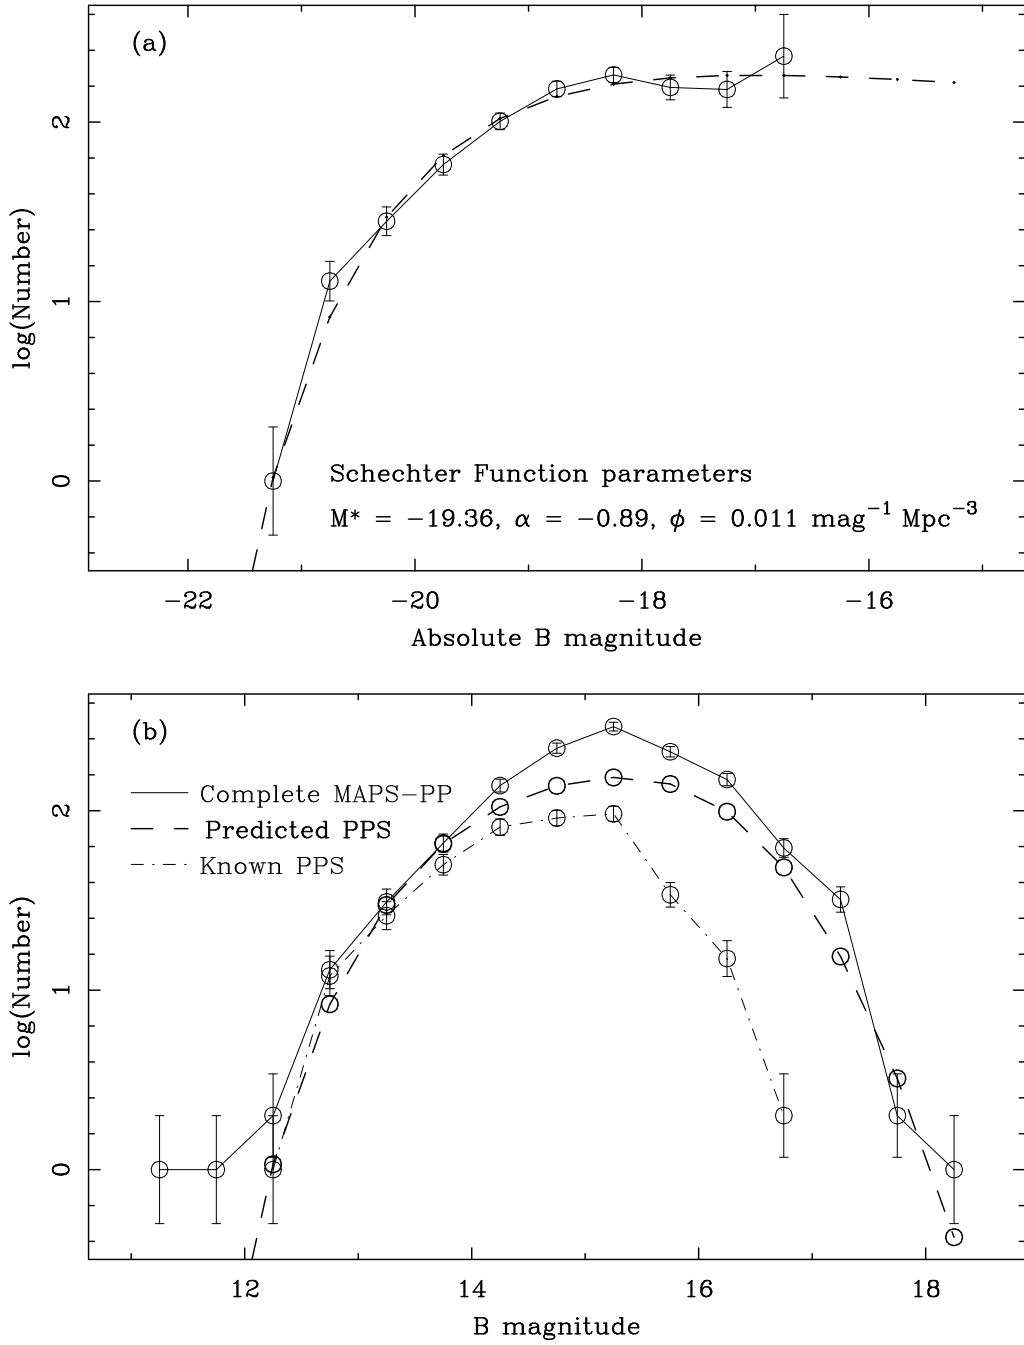 (a)
2
1
0
log(Number)
Schechter Function parameters
M* = −19.36, α = −0.89, ϕ = 0.011 mag⁻¹ Mpc⁻³
−22 −20 −18 −16
Absolute B magnitude
(b)
Complete MAPS−PP
Predicted PPS
Known PPS
2
1
0
log(Number)
12 14 16 18
B magnitude